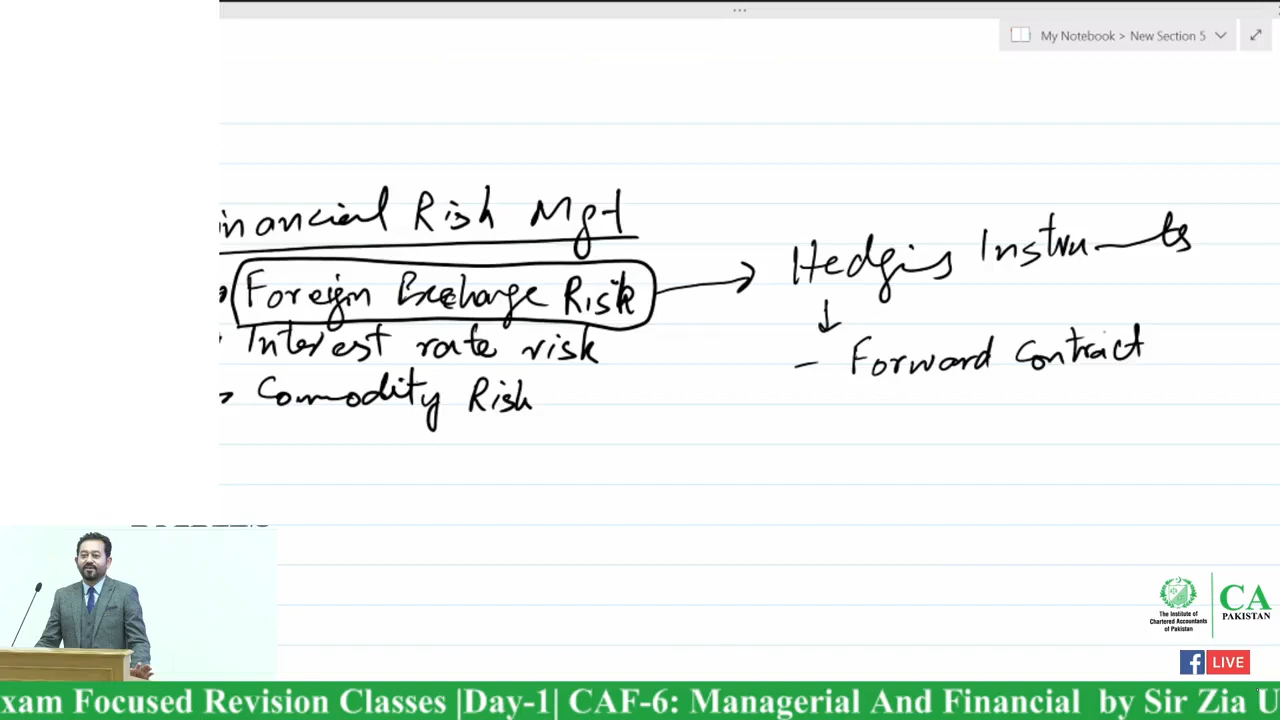 My Notebook > New Section 5
inancial Risk Mgt
Foreign Exchange Risk
Interest rate risk
Commodity Risk
Hedging Instruments
- Forward Contract
The Institute of
Chartered Accountants
of Pakistan
CA
PAKISTAN
f LIVE
xam Focused Revision Classes |Day-1| CAF-6: Managerial And Financial by Sir Zia U